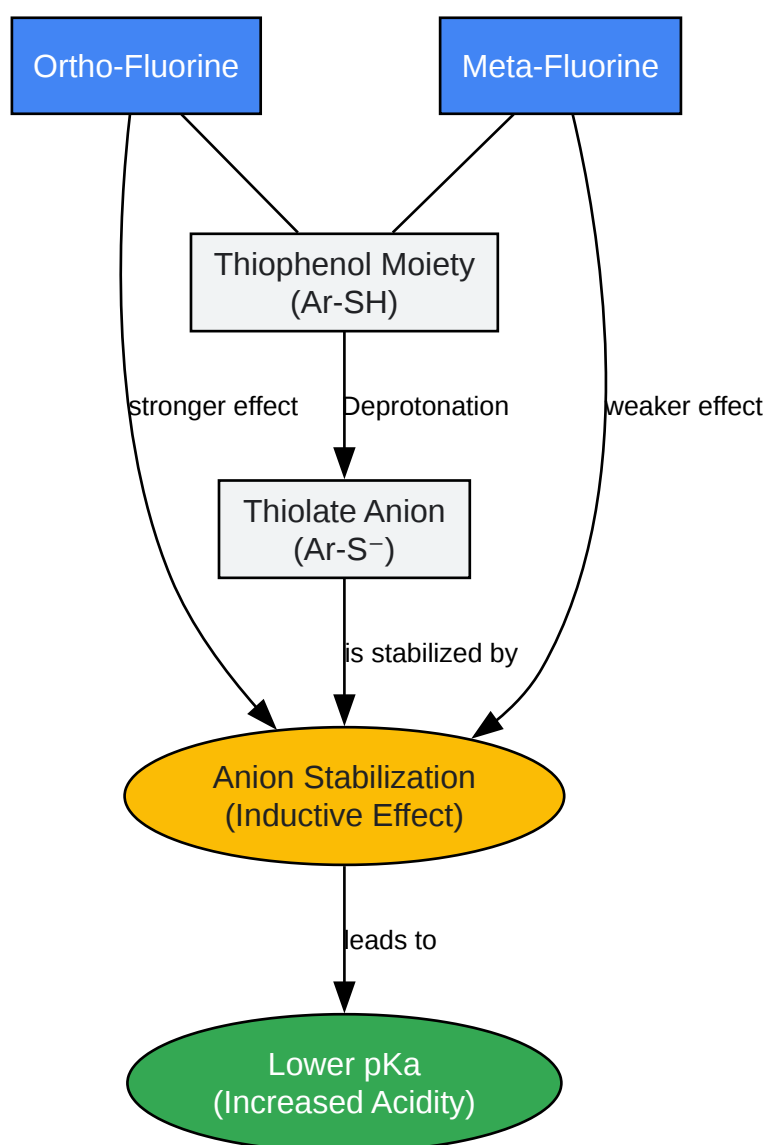 Ortho-Fluorine
Meta-Fluorine
Thiophenol Moiety
(Ar-SH)
stronger effect
Deprotonation
weaker effect
Thiolate Anion
(Ar-S⁻)
is stabilized by
Anion Stabilization
(Inductive Effect)
leads to
Lower pKa
(Increased Acidity)